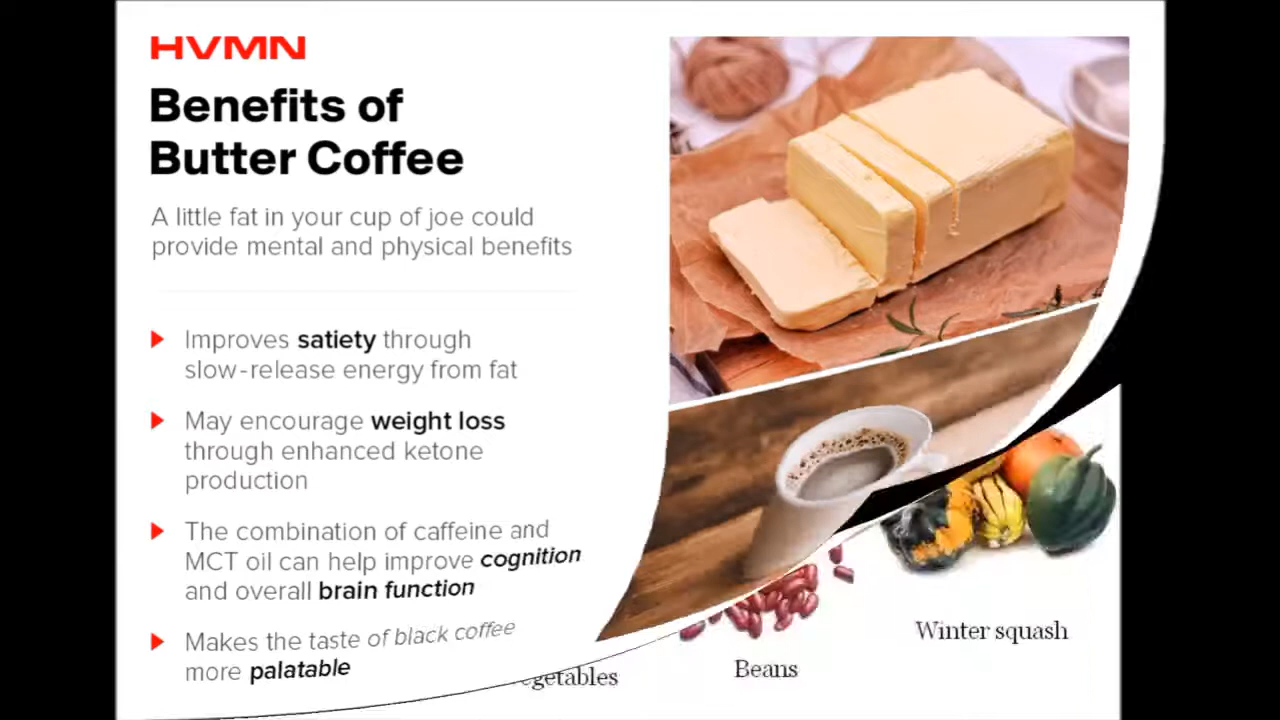 HVMN
Benefits of
Butter Coffee
A little fat in your cup of joe could
provide mental and physical benefits
Improves satiety through
slow-release energy from fat
May encourage weight loss
through enhanced ketone
production
The combination of caffeine and
MCT oil can help improve cognition
and overall brain function
Makes the taste of black coffee
more palatable
egetables
Beans
Winter squash